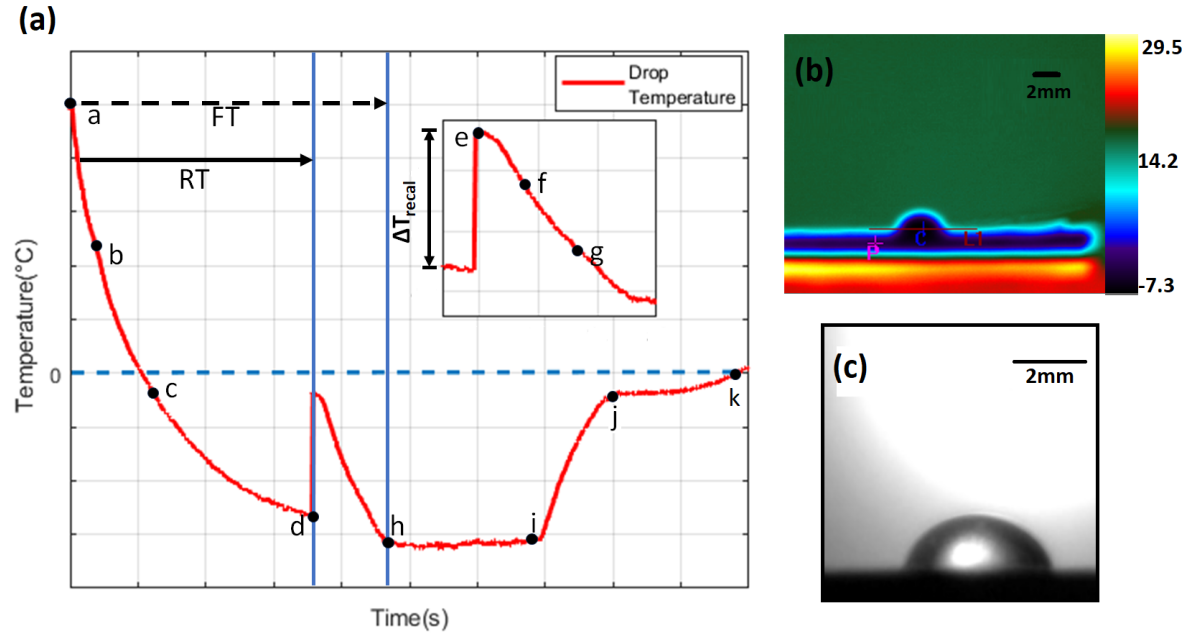 (a)
a
FT
RT
b
c
d
h
i
j
k
Drop
Temperature
e
f
g
ΔTrecal
0
Temperature(°C)
Time(s)
(b)
2mm
29.5
14.2
-7.3
P
C
L1
(c)
2mm